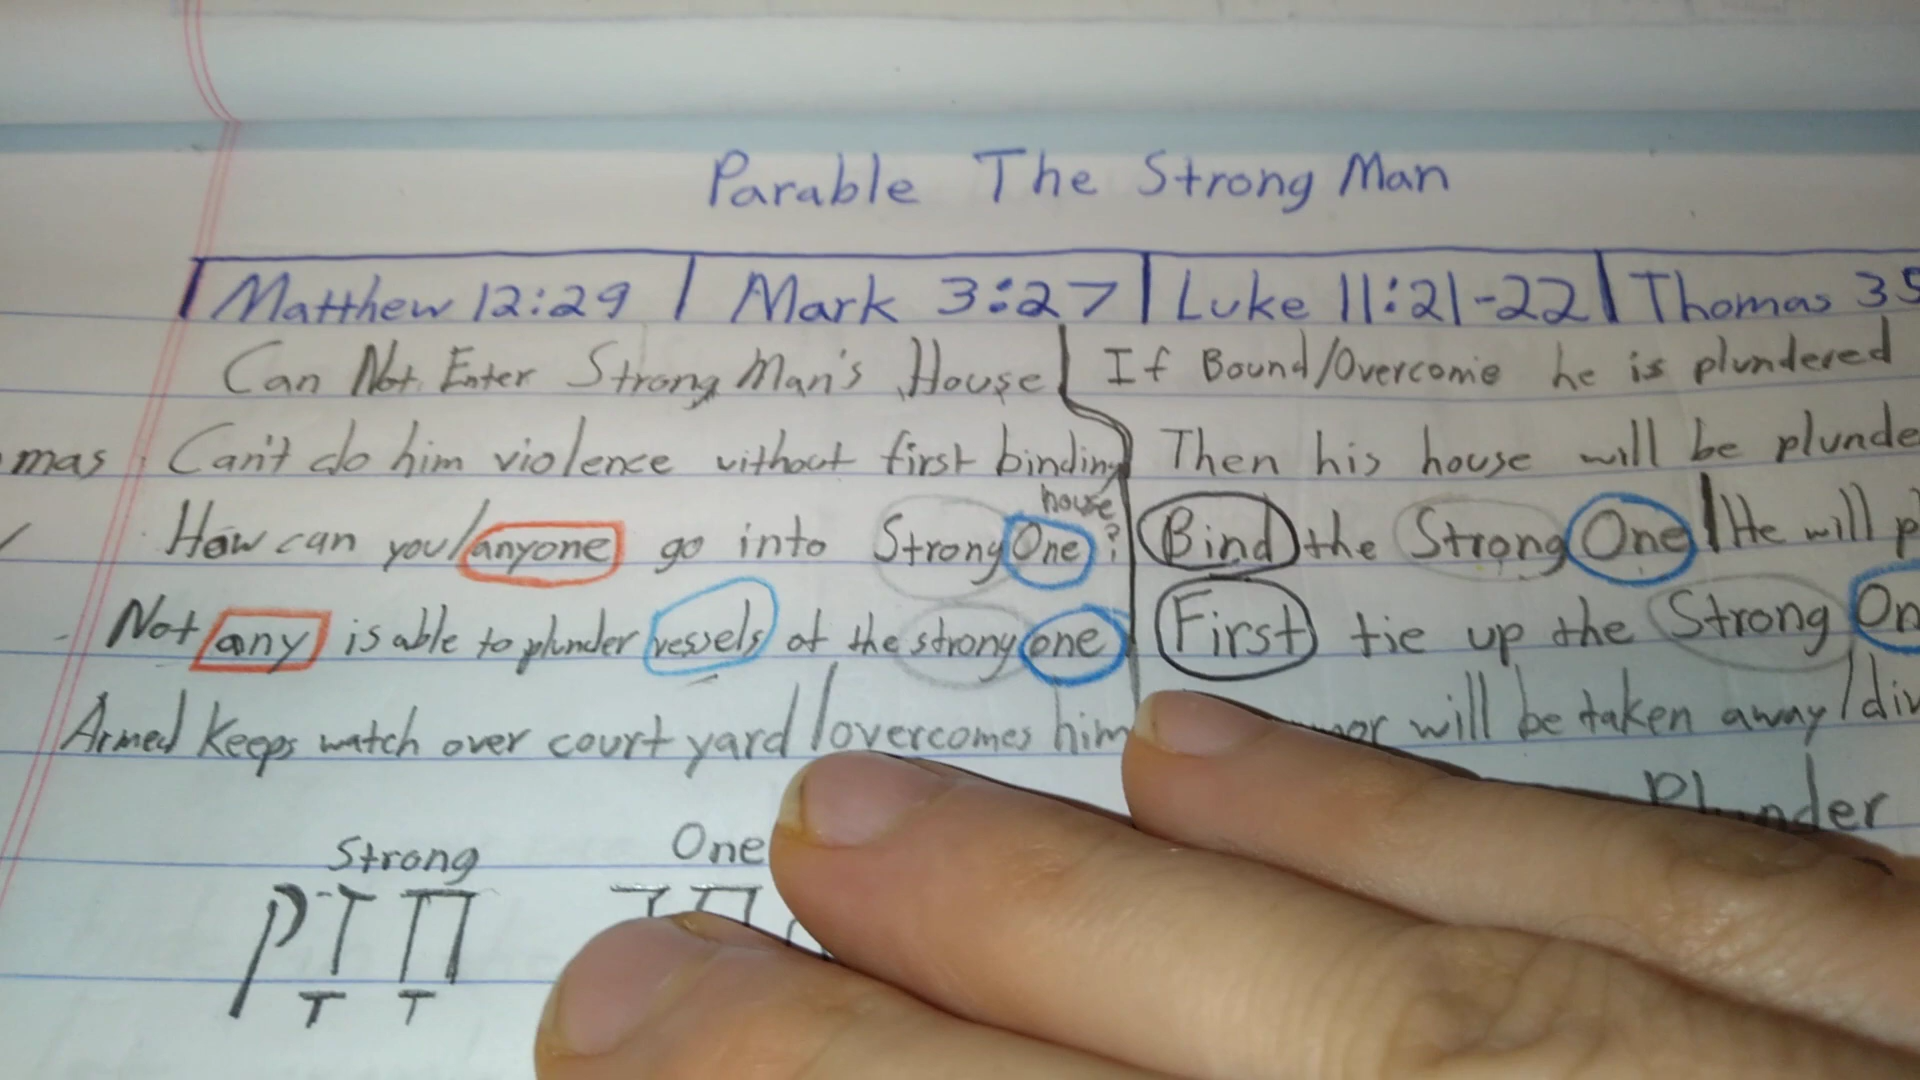 Parable The Strong Man
Matthew 12:29 | Mark 3:27 | Luke 11:21-22 | Thomas 35
Can Not Enter Strong Man's House | If Bound/Overcome he is plundered
mas Can't do him violence without first binding | Then his house will be plunde
house
How can you/anyone go into Strong One? | Bind the Strong One | He will p
Not any is able to plunder vessels of the strong one | First tie up the Strong On
Armed Keeps watch over court yard/overcomes him mor will be taken away/div
Plunder
Strong One
חזק